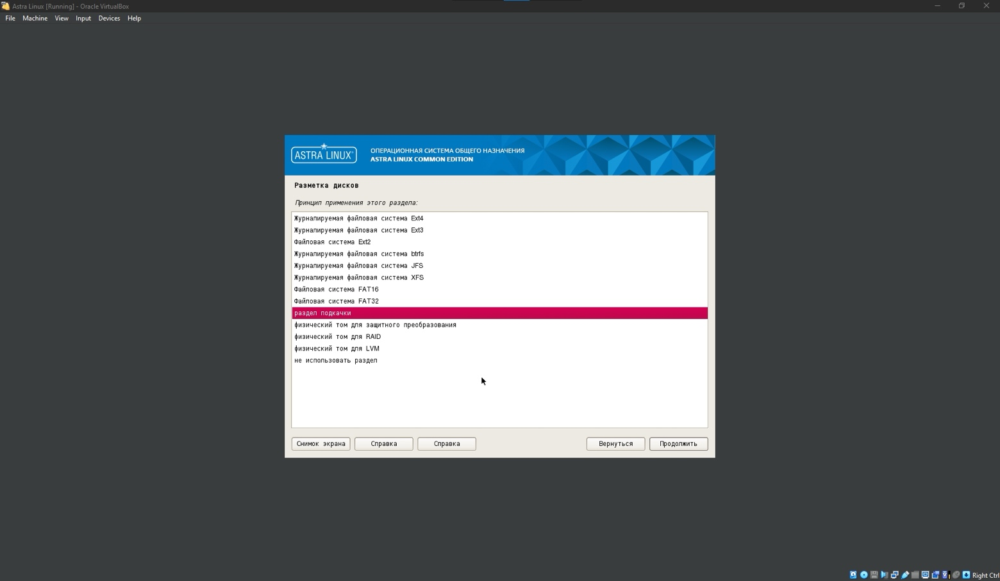 Astra Linux [Running] - Oracle VirtualBox
File Machine View Input Devices Help
ASTRA LINUX®
ОПЕРАЦИОННАЯ СИСТЕМА ОБЩЕГО НАЗНАЧЕНИЯ
ASTRA LINUX COMMON EDITION
Разметка дисков
Принцип применения этого раздела:
Журналируемая файловая система Ext4
Журналируемая файловая система Ext3
Файловая система Ext2
Журналируемая файловая система btrfs
Журналируемая файловая система JFS
Журналируемая файловая система XFS
Файловая система FAT16
Файловая система FAT32
раздел подкачки
физический том для защитного преобразования
физический том для RAID
физический том для LVM
не использовать раздел
Снимок экрана Справка Справка Вернуться Продолжить
Right Ctrl